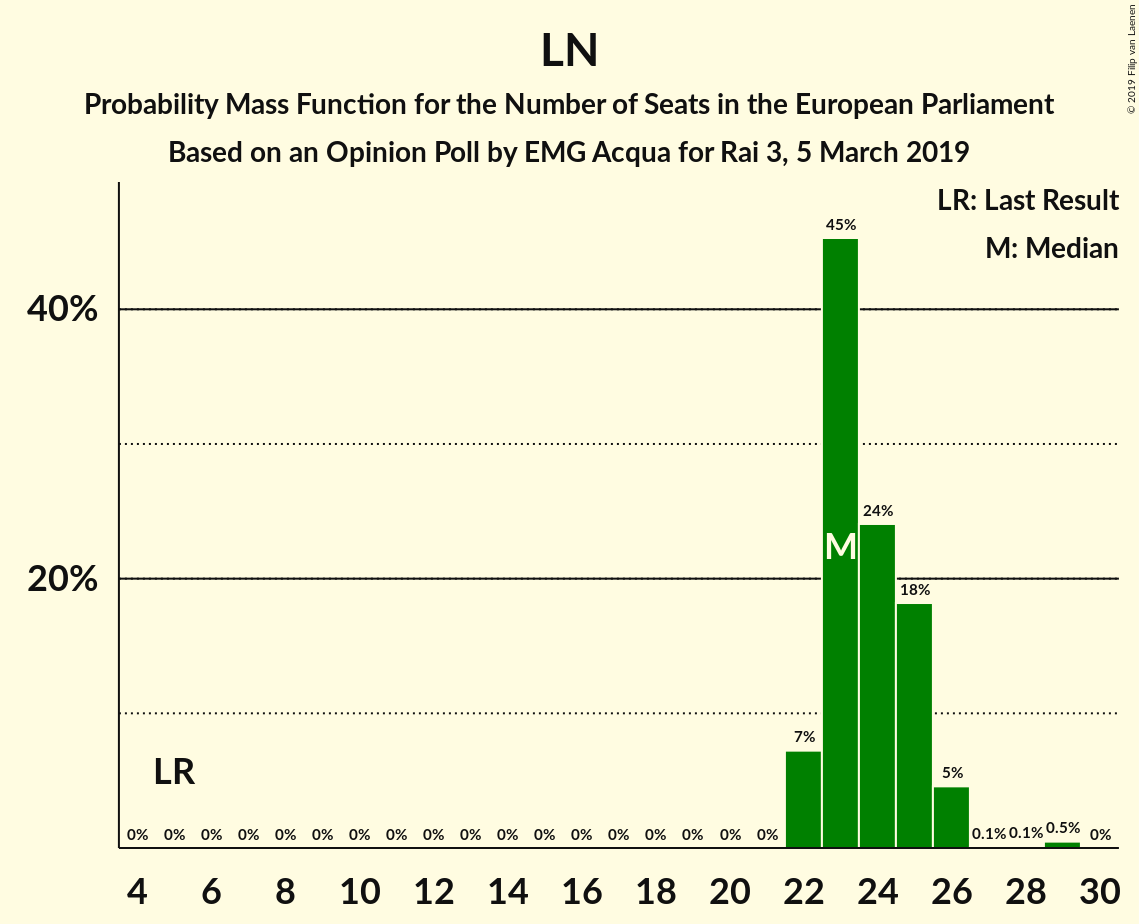 LN
Probability Mass Function for the Number of Seats in the European Parliament
Based on an Opinion Poll by EMG Acqua for Rai 3, 5 March 2019
© 2019 Filip van Laenen
LR: Last Result
M: Median
45%
40%
24%
M
20%
18%
7%
LR
5%
0% 0% 0% 0% 0% 0% 0% 0% 0% 0% 0% 0% 0% 0% 0% 0% 0% 0% 0.1% 0.1% 0.5% 0%
4 6 8 10 12 14 16 18 20 22 24 26 28 30